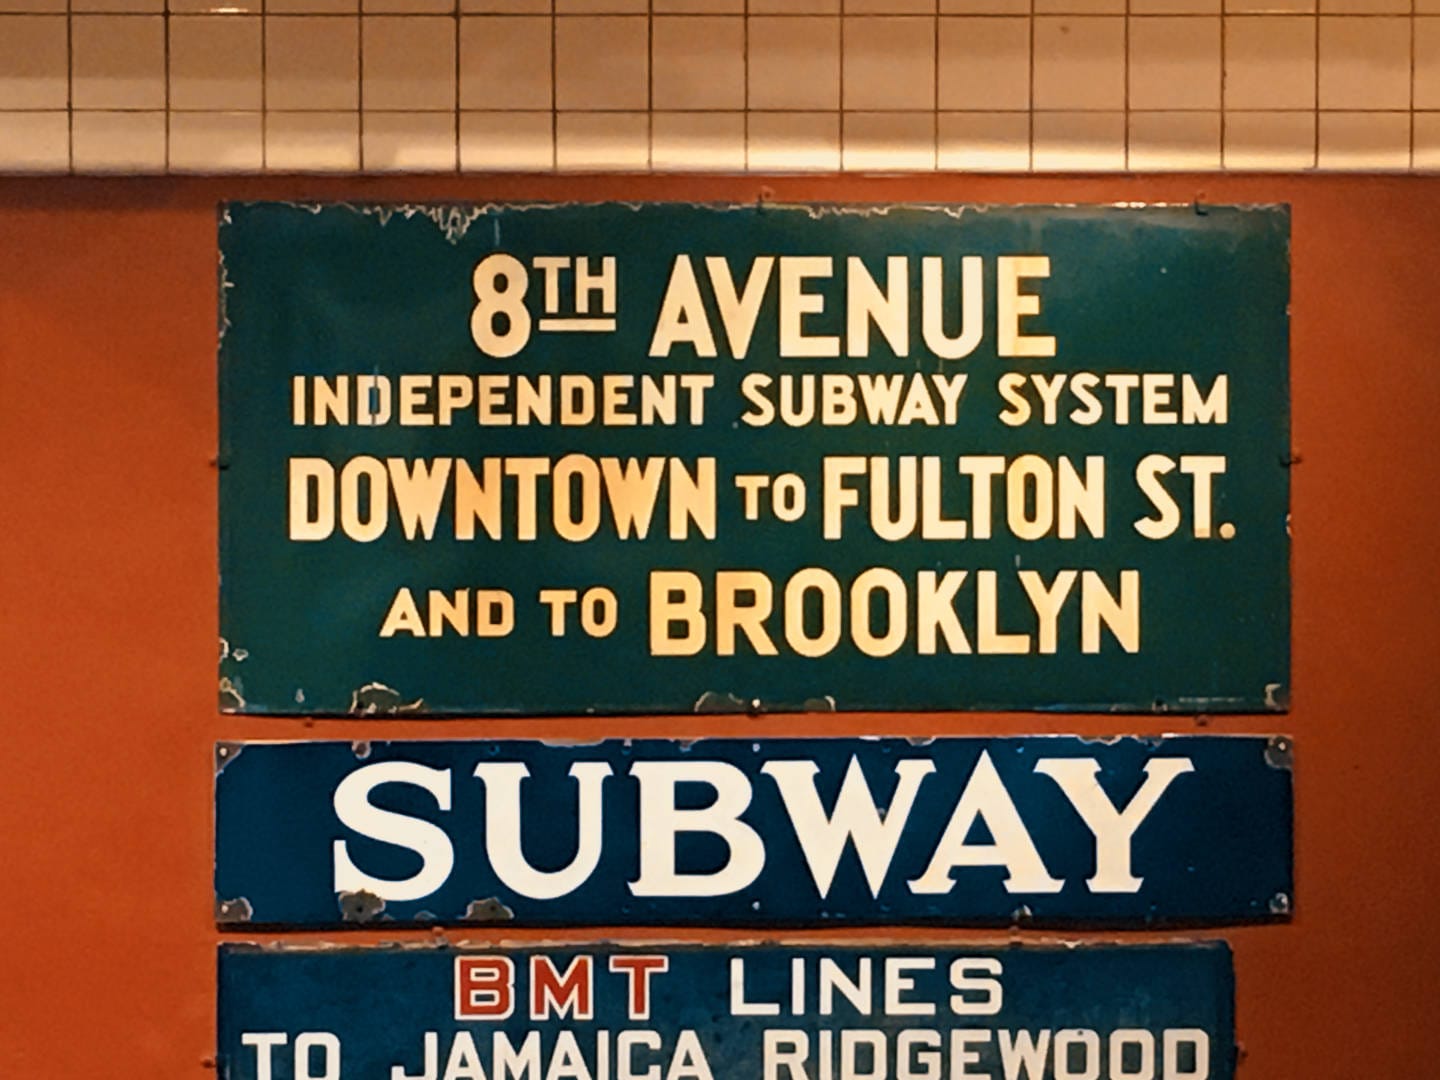 8TH AVENUE
INDEPENDENT SUBWAY SYSTEM
DOWNTOWN TO FULTON ST.
AND TO BROOKLYN
SUBWAY
BMT LINES
TO JAMAICA RIDGEWOOD